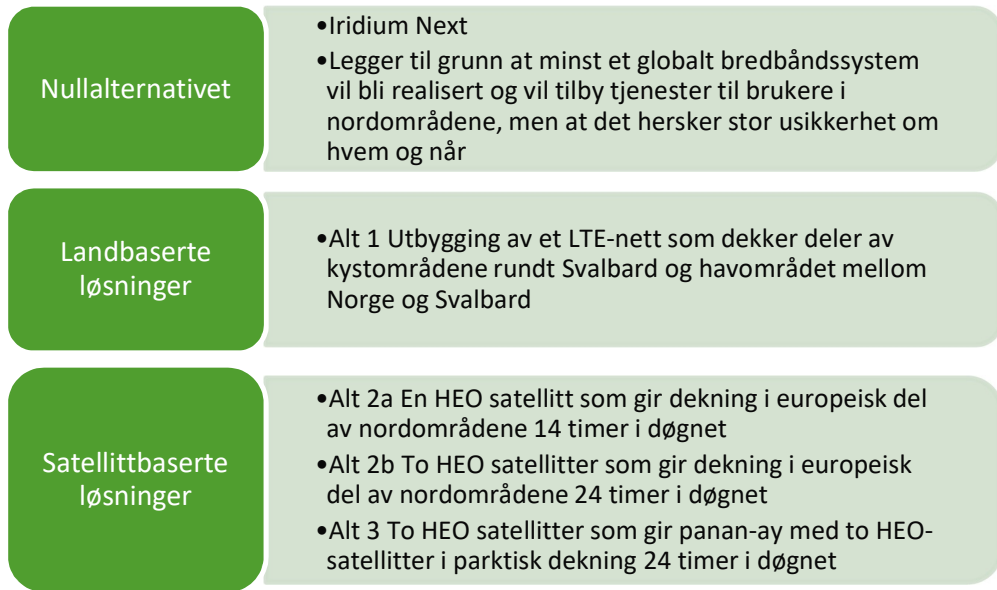 Nullalternativet
•Iridium Next
•Legger til grunn at minst et globalt bredbåndssystem
vil bli realisert og vil tilby tjenester til brukere i
nordområdene, men at det hersker stor usikkerhet om
hvem og når
Landbaserte
løsninger
•Alt 1 Utbygging av et LTE-nett som dekker deler av
kystområdene rundt Svalbard og havområdet mellom
Norge og Svalbard
Satellittbaserte
løsninger
•Alt 2a En HEO satellitt som gir dekning i europeisk del
av nordområdene 14 timer i døgnet
•Alt 2b To HEO satellitter som gir dekning i europeisk
del av nordområdene 24 timer i døgnet
•Alt 3 To HEO satellitter som gir panan-ay med to HEO-
satellitter i parktisk dekning 24 timer i døgnet